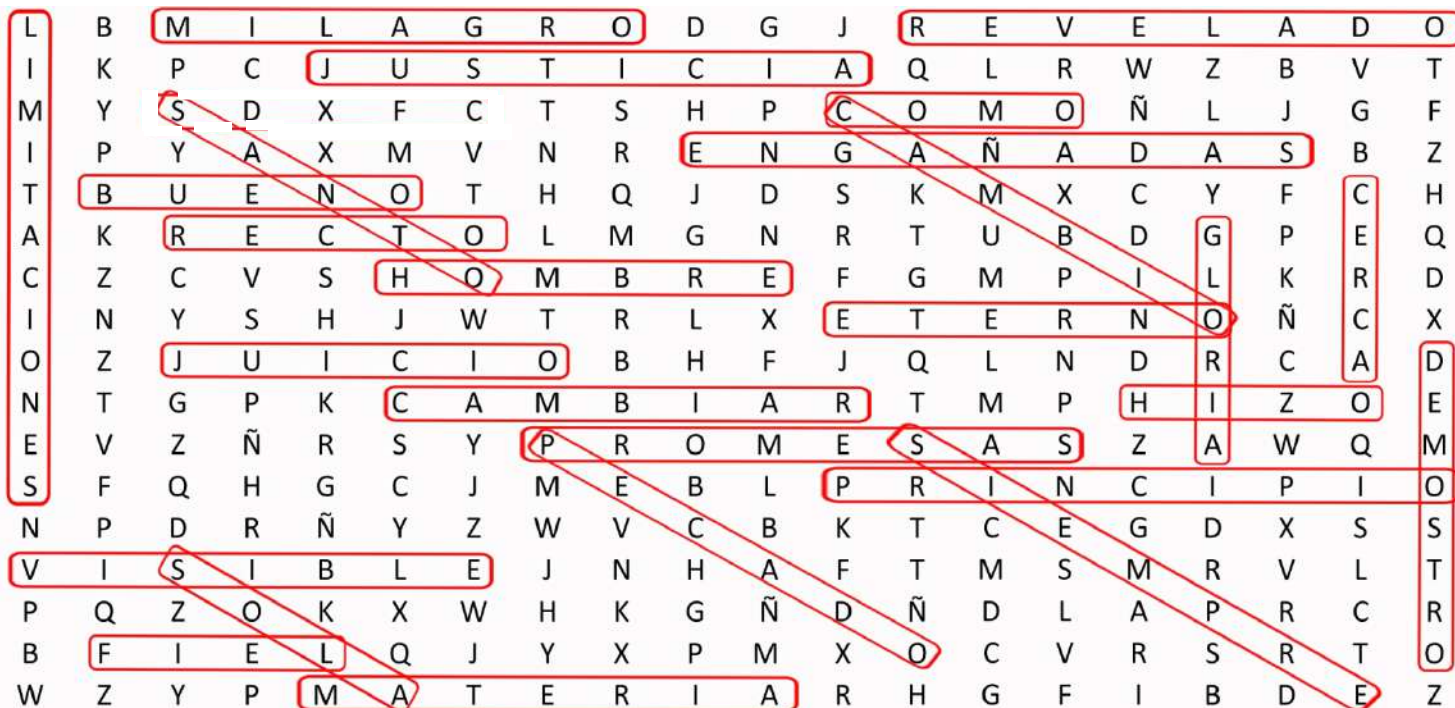 L B M I L A G R O D G J R E V E L A D O
I K P C J U S T I C I A Q L R W Z B V T
M Y S D X F C T S H P C O M O Ñ L J G F
I P Y A X M V N R E N G A Ñ A D A S B Z
T B U E N O T H Q J D S K M X C Y F C H
A K R E C T O L M G N R T U B D G P E Q
C Z C V S H O M B R E F G M P I L K R D
I N Y S H J W T R L X E T E R N O Ñ C X
O Z J U I C I O B H F J Q L N D R C A D
N T G P K C A M B I A R T M P H I Z O E
E V Z Ñ R S Y P R O M E S A S Z A W Q M
S F Q H G C J M E B L P R I N C I P I O
N P D R Ñ Y Z W V C B K T C E G D X S S
V I S I B L E J N H A F T M S M R V L T
P Q Z O K X W H K G Ñ D Ñ D L A P R C R
B F I E L Q J Y X P M X O C V R S R T O
W Z Y P M A T E R I A R H G F I B D E Z